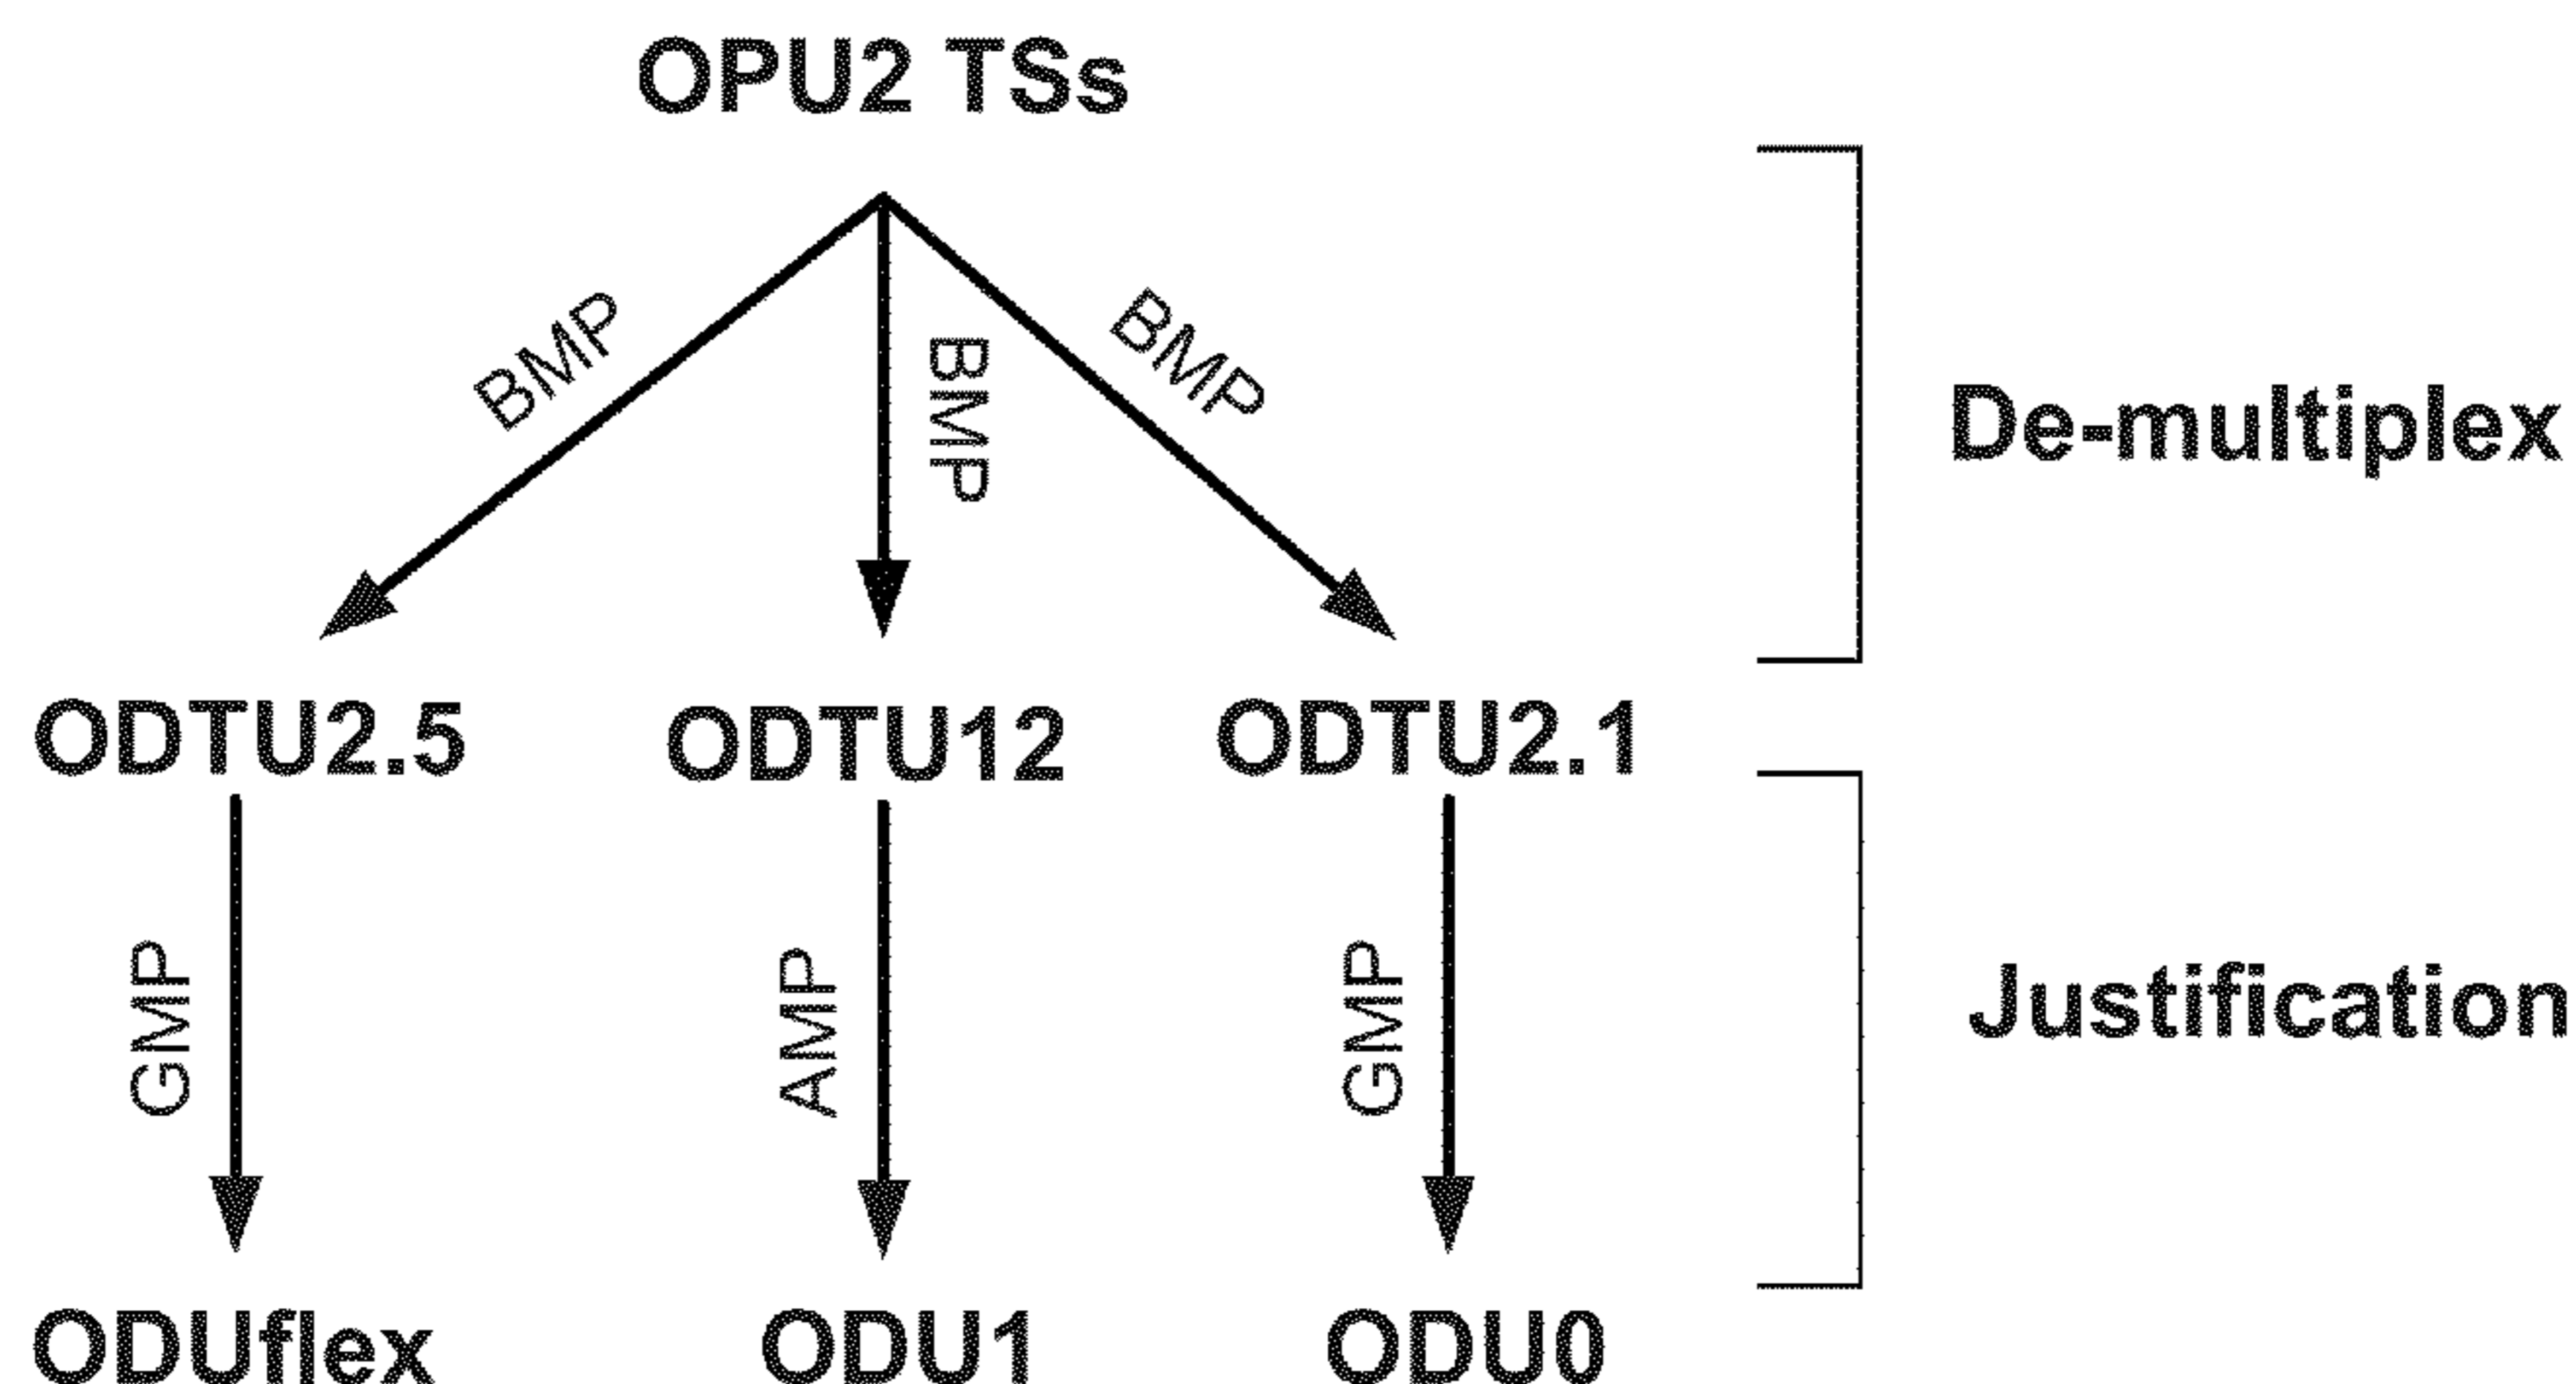 OPU2 TSs
BMP
BMP
BMP
De-multiplex
ODTU2.5
ODTU12
ODTU2.1
GMP
AMP
GMP
Justification
ODUflex
ODU1
ODU0